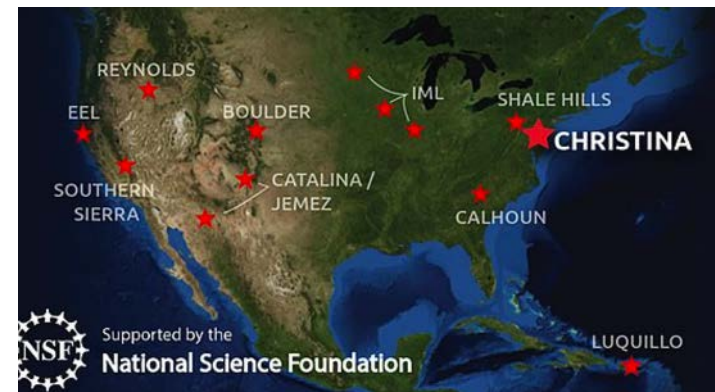 REYNOLDS
IML
EEL
BOULDER
SHALE HILLS
CHRISTINA
SOUTHERN
SIERRA
CATALINA /
JEMEZ
CALHOUN
LUQUILLO
NSF
Supported by the
National Science Foundation